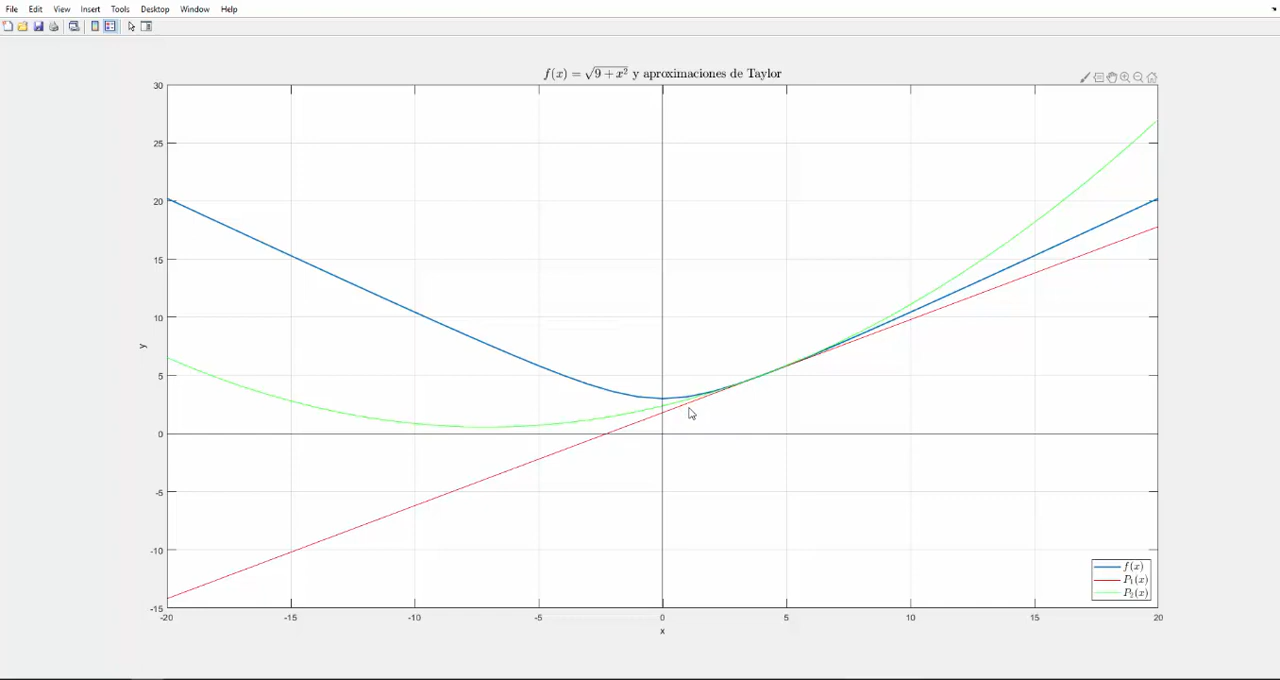 File Edit View Insert Tools Desktop Window Help
f(x) = √9 + x² y aproximaciones de Taylor
30
25
20
15
10
5
0
-5
-10
-15
y
-20 -15 -10 -5 0 5 10 15 20
x
f(x)
P₁(x)
P₂(x)